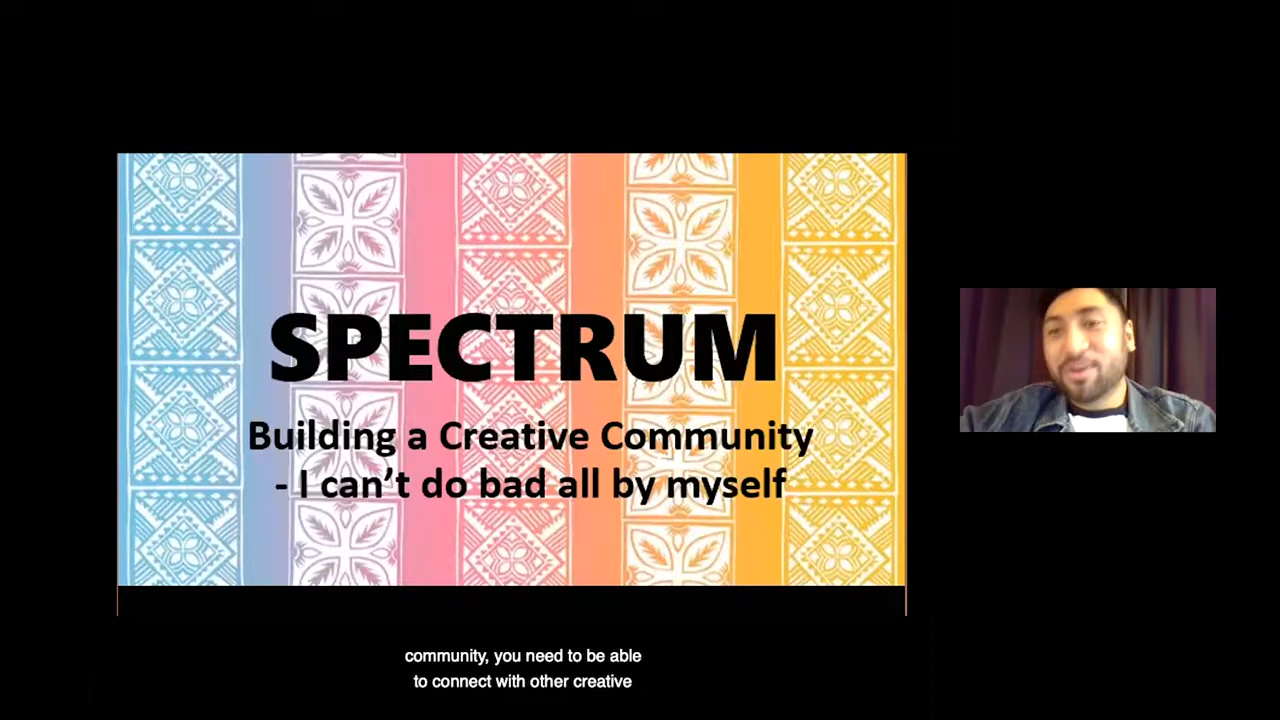 SPECTRUM
Building a Creative Community
- I can't do bad all by myself
community, you need to be able
to connect with other creative